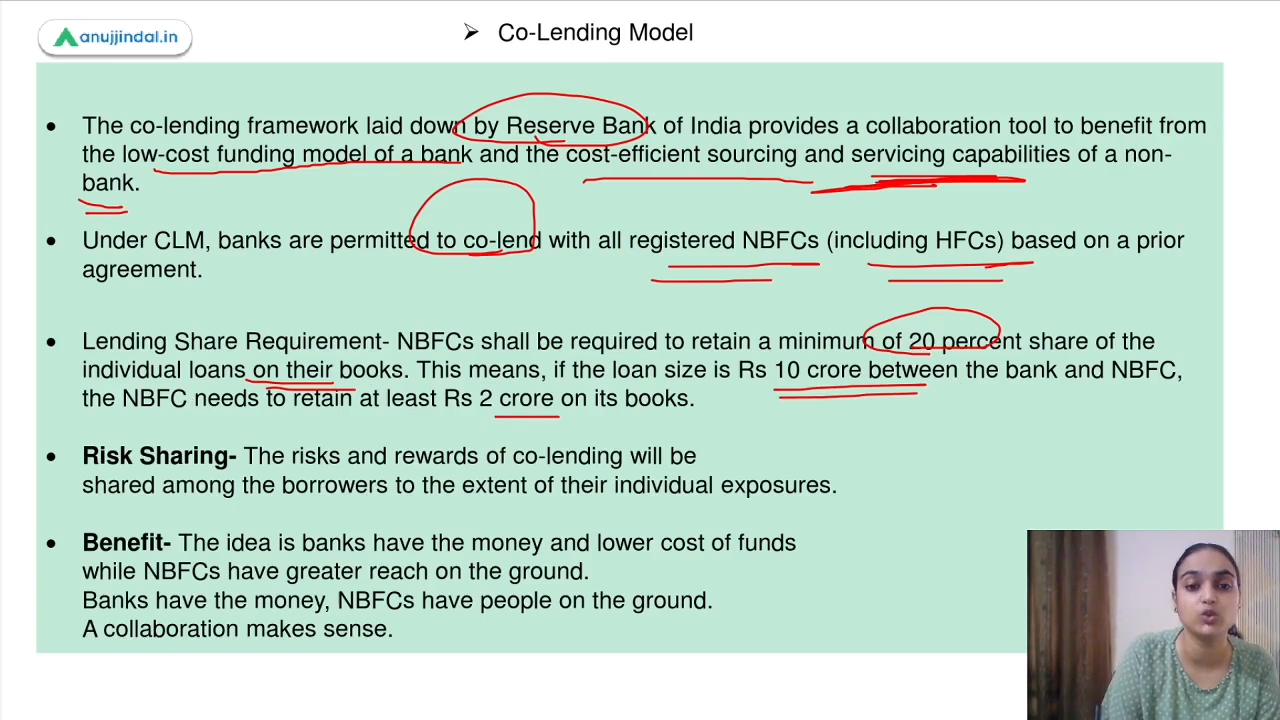 anujjindal.in
➢ Co-Lending Model
• The co-lending framework laid down by Reserve Bank of India provides a collaboration tool to benefit from
the low-cost funding model of a bank and the cost-efficient sourcing and servicing capabilities of a non-
bank.
• Under CLM, banks are permitted to co-lend with all registered NBFCs (including HFCs) based on a prior
agreement.
• Lending Share Requirement- NBFCs shall be required to retain a minimum of 20 percent share of the
individual loans on their books. This means, if the loan size is Rs 10 crore between the bank and NBFC,
the NBFC needs to retain at least Rs 2 crore on its books.
• Risk Sharing- The risks and rewards of co-lending will be
shared among the borrowers to the extent of their individual exposures.
• Benefit- The idea is banks have the money and lower cost of funds
while NBFCs have greater reach on the ground.
Banks have the money, NBFCs have people on the ground.
A collaboration makes sense.